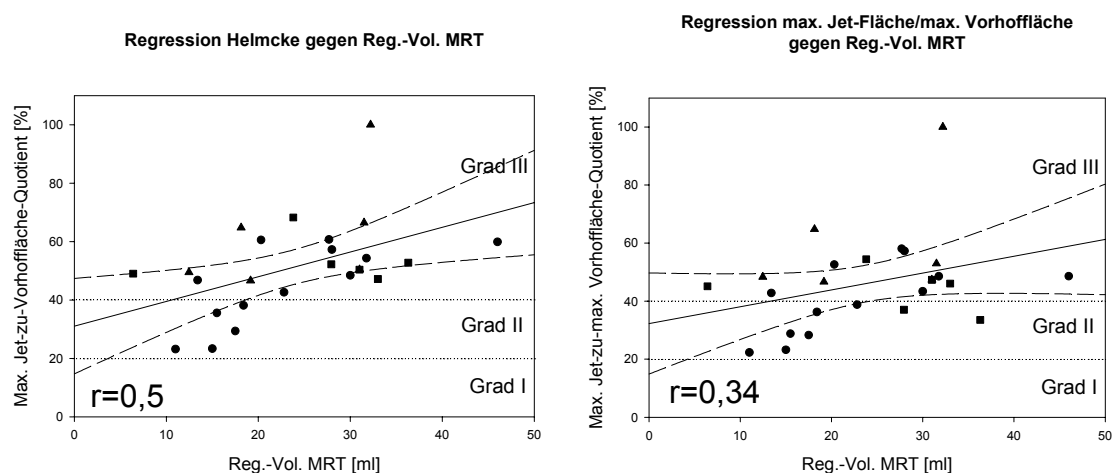 Regression Helmcke gegen Reg.-Vol. MRT
Max. Jet-zu-Vorhoffläche-Quotient [%]
100
80
60
40
20
0
Grad III
Grad II
Grad I
r=0,5
0 10 20 30 40 50
Reg.-Vol. MRT [ml]
Regression max. Jet-Fläche/max. Vorhoffläche
gegen Reg.-Vol. MRT
Max. Jet-zu-max. Vorhoffläche-Quotient [%]
100
80
60
40
20
0
Grad III
Grad II
Grad I
r=0,34
0 10 20 30 40 50
Reg.-Vol. MRT [ml]